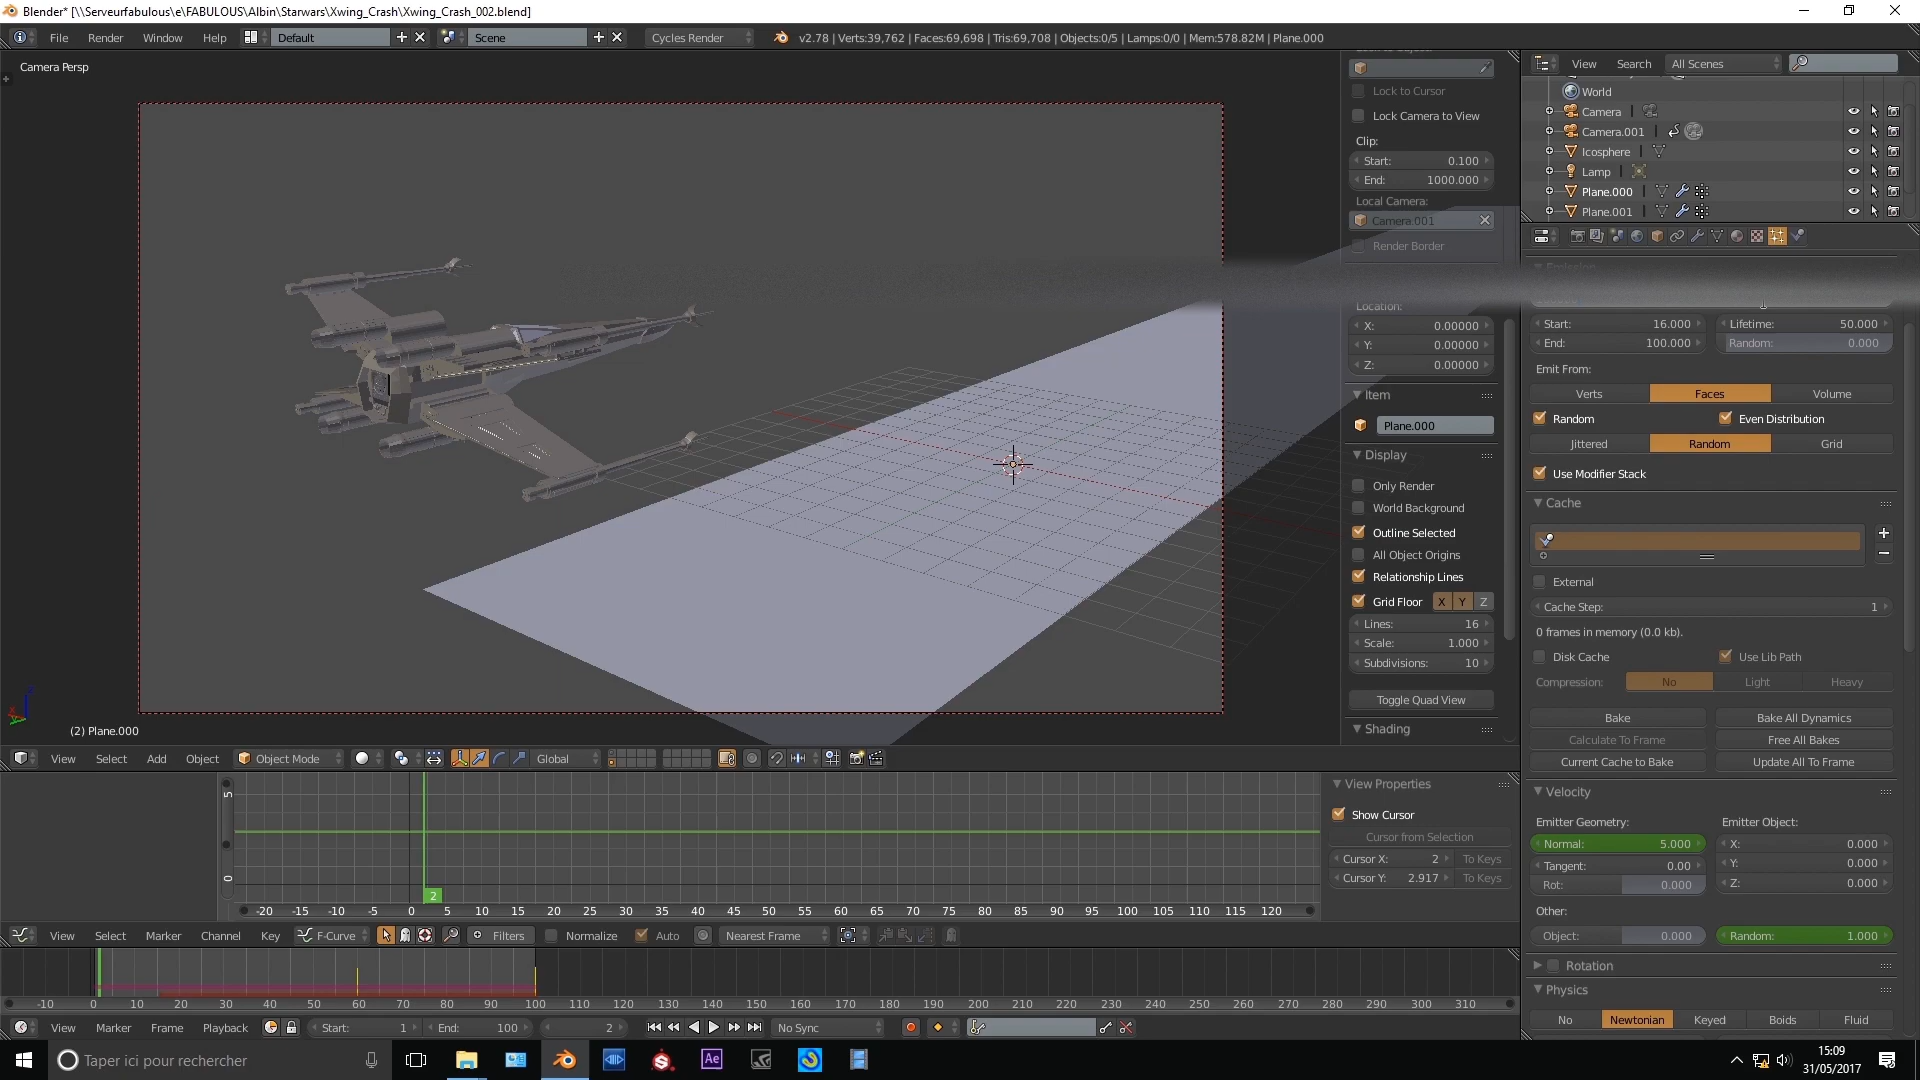 Blender* [\\Serveurfabulous\e\FABULOUS\Albin\Starwars\Xwing_Crash\Xwing_Crash_002.blend]
File Render Window Help Default Scene Cycles Render v2.78 | Verts:39,762 | Faces:69,698 | Tris:69,708 | Objects:0/5 | Lamps:0/0 | Mem:578.82M | Plane.000
Camera Persp
Lock to Cursor
Lock Camera to View
Clip:
Start: 0.100
End: 1000.000
Local Camera:
Camera.001
Render Border
Location:
X: 0.00000
Y: 0.00000
Z: 0.00000
Item
Plane.000
Display
Only Render
World Background
Outline Selected
All Object Origins
Relationship Lines
Grid Floor X Y Z
Lines: 16
Scale: 1.000
Subdivisions: 10
Toggle Quad View
Shading
(2) Plane.000
View Select Add Object Object Mode Global
View Search All Scenes
World
Camera
Camera.001
Icosphere
Lamp
Plane.000
Plane.001
Start: 16.000 Lifetime: 50.000
End: 100.000 Random: 0.000
Emit From:
Verts Faces Volume
Random Even Distribution
Jittered Random Grid
Use Modifier Stack
Cache
External
Cache Step: 1
0 frames in memory (0.0 kb).
Disk Cache Use Lib Path
Compression: No Light Heavy
Bake Bake All Dynamics
Calculate To Frame Free All Bakes
Current Cache to Bake Update All To Frame
Velocity
Emitter Geometry: Emitter Object:
Normal: 5.000 X: 0.000
Tangent: 0.00 Y: 0.000
Rot: 0.000 Z: 0.000
Other:
Object: 0.000 Random: 1.000
Rotation
Physics
No Newtonian Keyed Boids Fluid
5
0
2
-20 -15 -10 -5 0 5 10 15 20 25 30 35 40 45 50 55 60 65 70 75 80 85 90 95 100 105 110 115 120
View Properties
Show Cursor
Cursor from Selection
Cursor X: 2 To Keys
Cursor Y: 2.917 To Keys
View Select Marker Channel Key F-Curve Filters Normalize Auto Nearest Frame
-10 0 10 20 30 40 50 60 70 80 90 100 110 120 130 140 150 160 170 180 190 200 210 220 230 240 250 260 270 280 290 300 310
View Marker Frame Playback Start: 1 End: 100 2 No Sync
Taper ici pour rechercher
Ae
15:09
31/05/2017